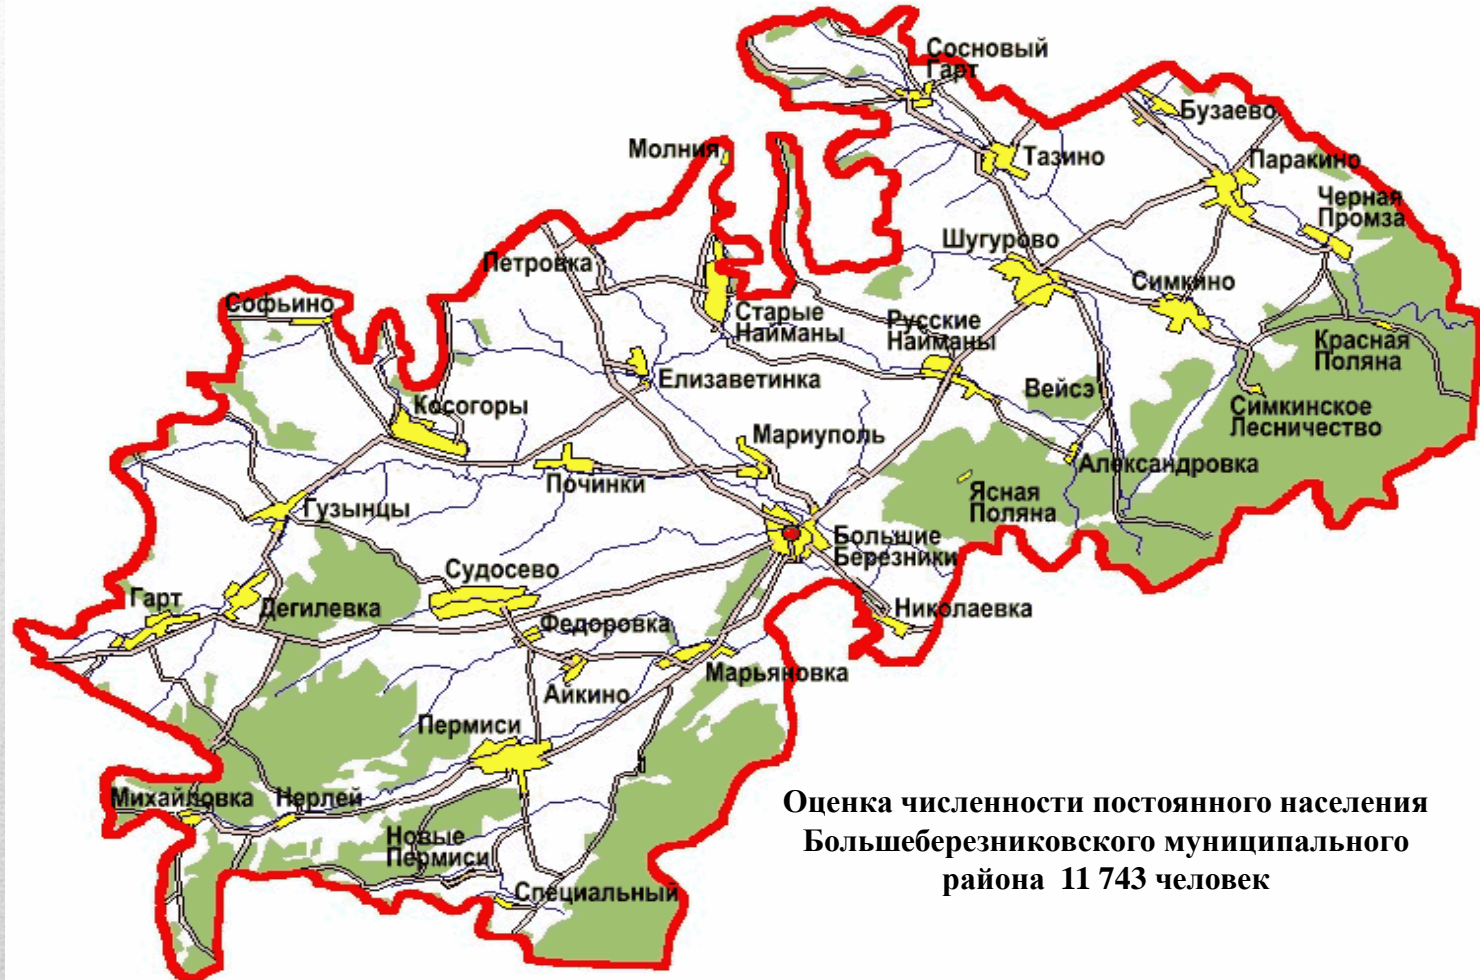 Сосновый
Гарт
Бузаево
Молния
Тазино
Паракино
Черная
Промза
Шугурово
Петровка
Симкино
Софьино
Старые
Найманы
Русские
Найманы
Красная
Поляна
Елизаветинка
Вейсэ
Косогоры
Симкинское
Лесничество
Мариуполь
Александровка
Починки
Ясная
Поляна
Гузынцы
Большие
Березники
Судосево
Гарт
Дегилевка
Николаевка
Федоровка
Марьяновка
Айкино
Пермиси
Михайловка
Нерлей
Новые
Пермиси
Специальный
Оценка численности постоянного населения
Большеберезниковского муниципального
района 11 743 человек